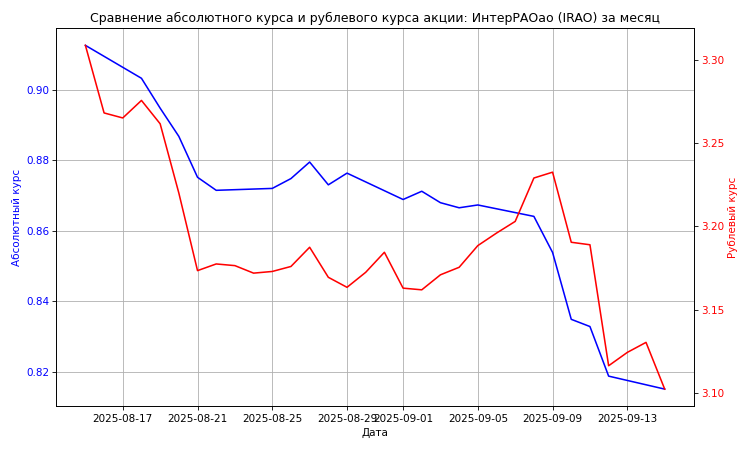 Сравнение абсолютного курса и рублевого курса акции: ИнтерРАОао (IRAO) за месяц
Абсолютный курс
0.90
0.88
0.86
0.84
0.82
3.30
3.25
3.20
3.15
3.10
Рублевый курс
2025-08-17 2025-08-21 2025-08-25 2025-08-29 2025-09-01 2025-09-05 2025-09-09 2025-09-13
Дата